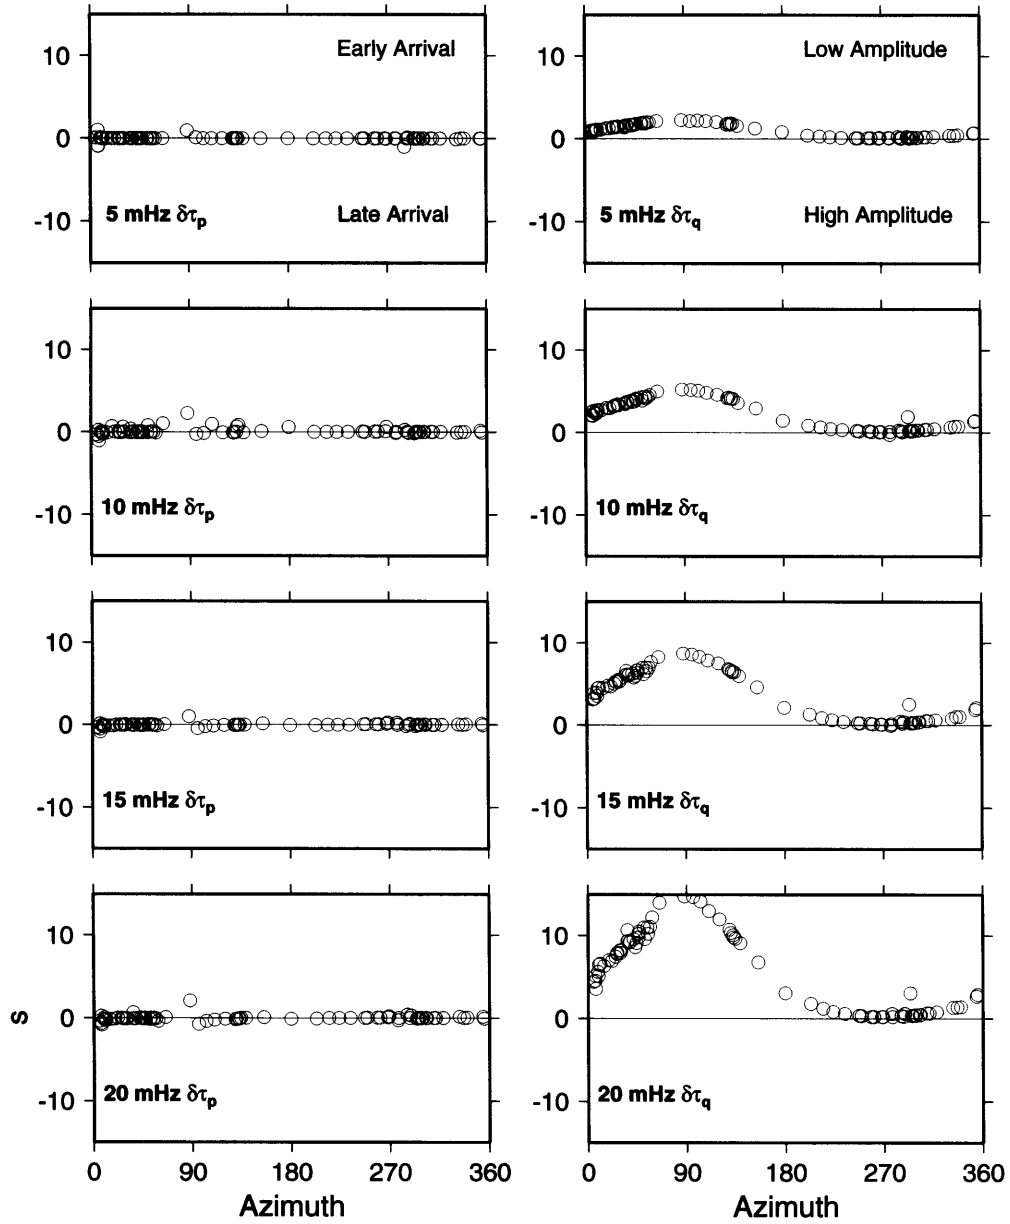 10
0
-10
Early Arrival
Late Arrival
5 mHz δτp
0
10
-10
Low Amplitude
High Amplitude
5 mHz δτq
10
0
-10
10 mHz δτp
10
0
-10
10 mHz δτq
10
0
-10
15 mHz δτp
10
0
-10
15 mHz δτq
s
10
0
-10
20 mHz δτp
0 90 180 270 360
Azimuth
10
0
-10
20 mHz δτq
0 90 180 270 360
Azimuth